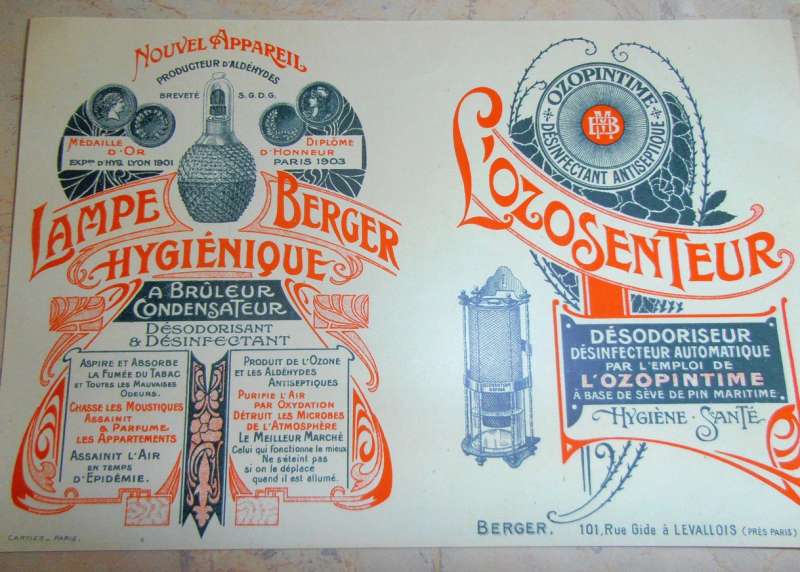 NOUVEL APPAREIL
PRODUCTEUR D'ALDÉHYDES
BREVETÉ S.G.D.G.
MÉDAILLE D'OR
EXPON D'HYG. LYON 1901
DIPLÔME D'HONNEUR
PARIS 1903
LAMPE BERGER
HYGIÉNIQUE
A BRÛLEUR
CONDENSATEUR
DÉSODORISANT
& DÉSINFECTANT
ASPIRE ET ABSORBE
LA FUMÉE DU TABAC
ET TOUTES LES MAUVAISES
ODEURS.
CHASSE LES MOUSTIQUES
ASSAINIT
& PARFUME
LES APPARTEMENTS
ASSAINIT L'AIR
EN TEMPS
D'ÉPIDÉMIE.
PRODUIT DE L'OZONE
ET LES ALDÉHYDES
ANTISEPTIQUES
PURIFIE L'AIR
PAR OXYDATION
DÉTRUIT LES MICROBES
DE L'ATMOSPHÈRE
LE MEILLEUR MARCHÉ
Celui qui fonctionne le mieux
Ne s'éteint pas
si on le déplace
quand il est allumé.
CARTIER_PARIS.
OZOPINTIME
DÉSINFECTANT ANTISEPTIQUE
L'OZOSENTEUR
DÉSODORISEUR
DÉSINFECTEUR AUTOMATIQUE
PAR L'EMPLOI DE
L'OZOPINTIME
À BASE DE SÈVE DE PIN MARITIME.
HYGIÈNE - SANTÉ
BERGER. 101, Rue Gide à LEVALLOIS (PRÈS PARIS)